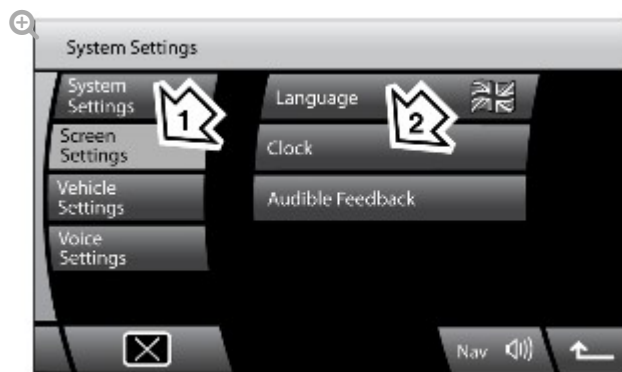 System Settings
System
Settings
Language
1
2
Screen
Settings
Clock
Vehicle
Settings
Audible Feedback
Voice
Settings
Nav